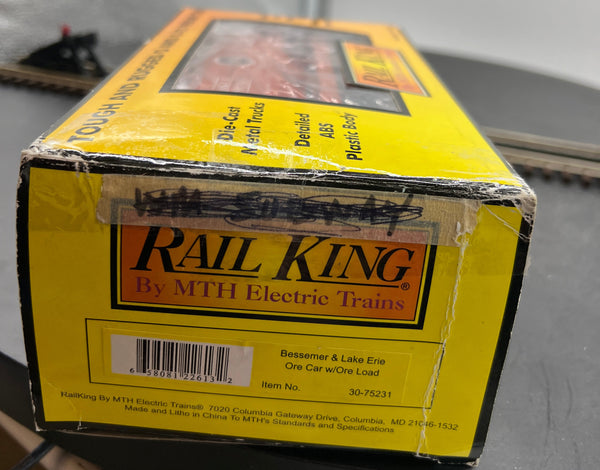 TOUGH AND RUGGED
RAIL KING
Die-Cast
Metal Trucks
Detailed
ABS
Plastic Body
RAIL KING®
By MTH Electric Trains
6 58081 22613 2
Bessemer & Lake Erie
Ore Car w/Ore Load
Item No. 30-75231
RailKing By MTH Electric Trains® 7020 Columbia Gateway Drive, Columbia, MD 21046-1532
Made and Litho in China To MTH's Standards and Specifications